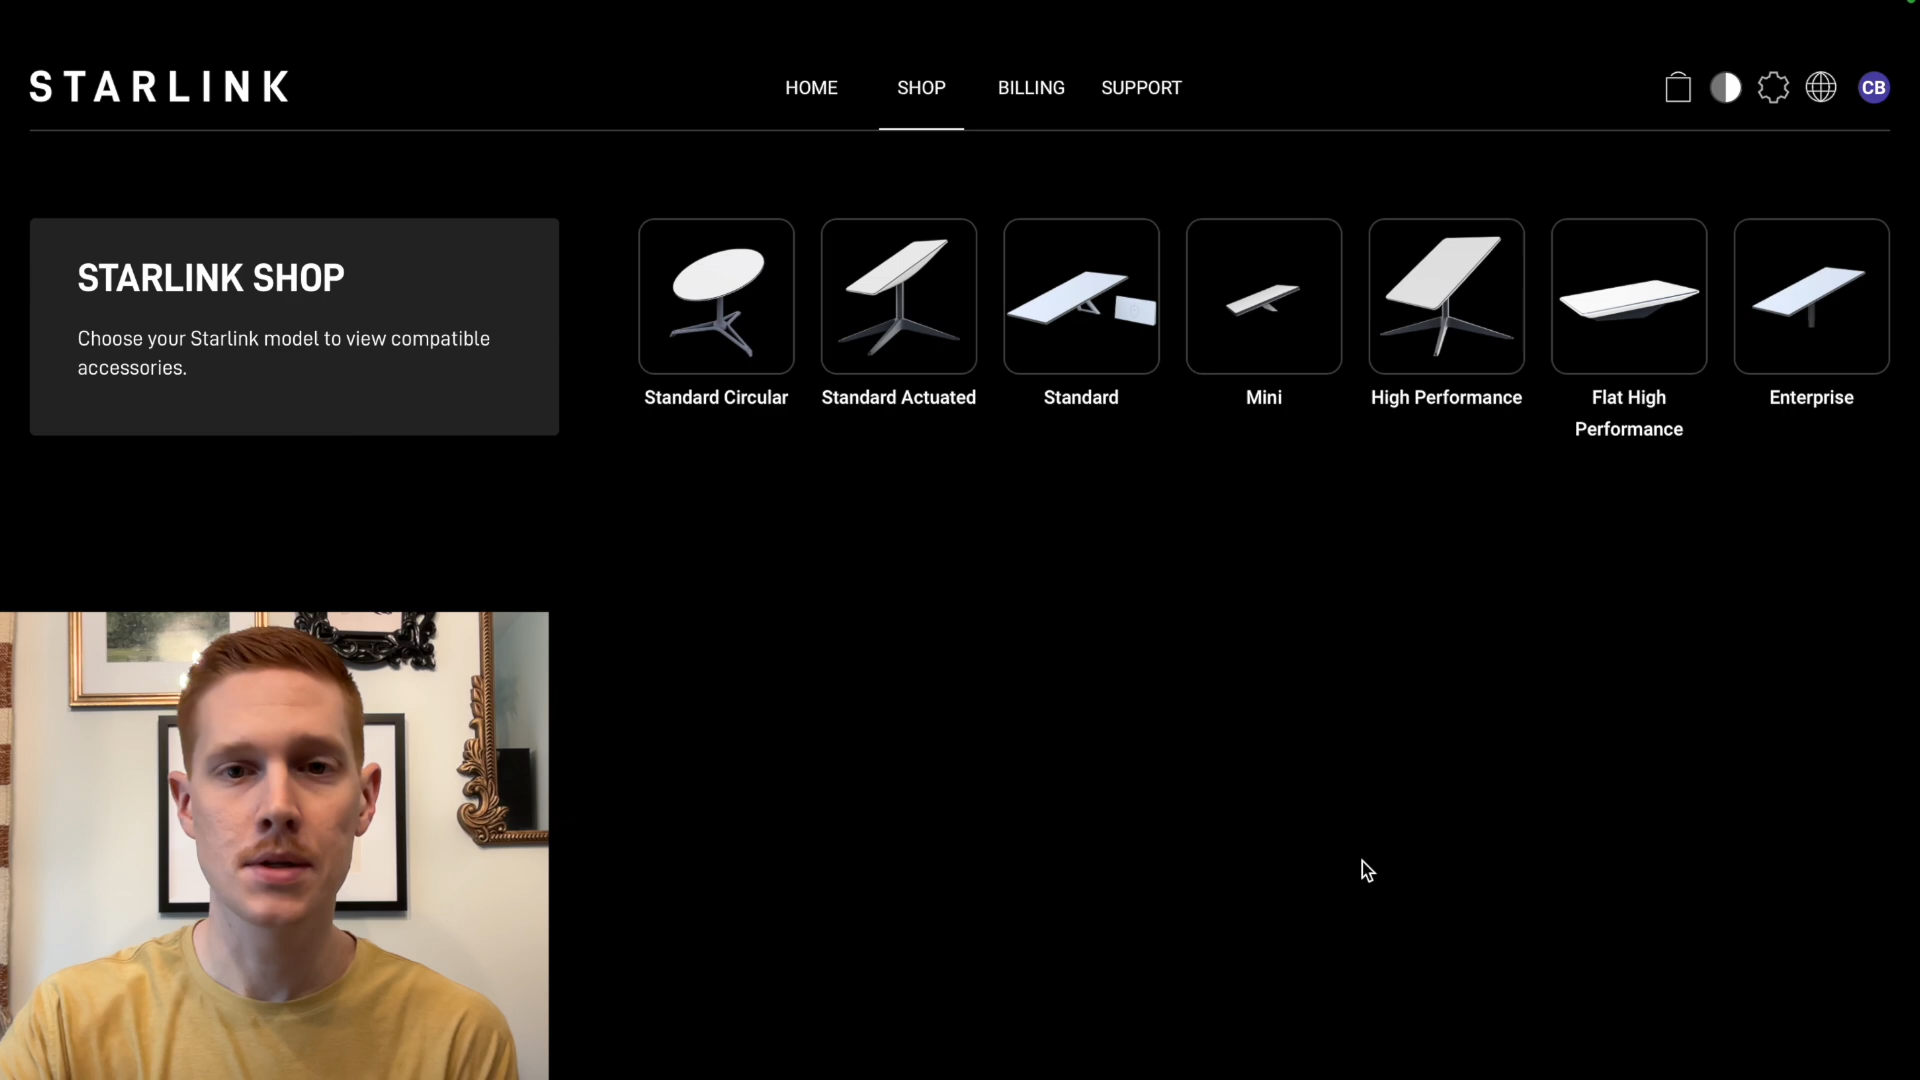 STARLINK
HOME
SHOP
BILLING
SUPPORT
CB
STARLINK SHOP
Choose your Starlink model to view compatible
accessories.
Standard Circular
Standard Actuated
Standard
Mini
High Performance
Flat High
Performance
Enterprise